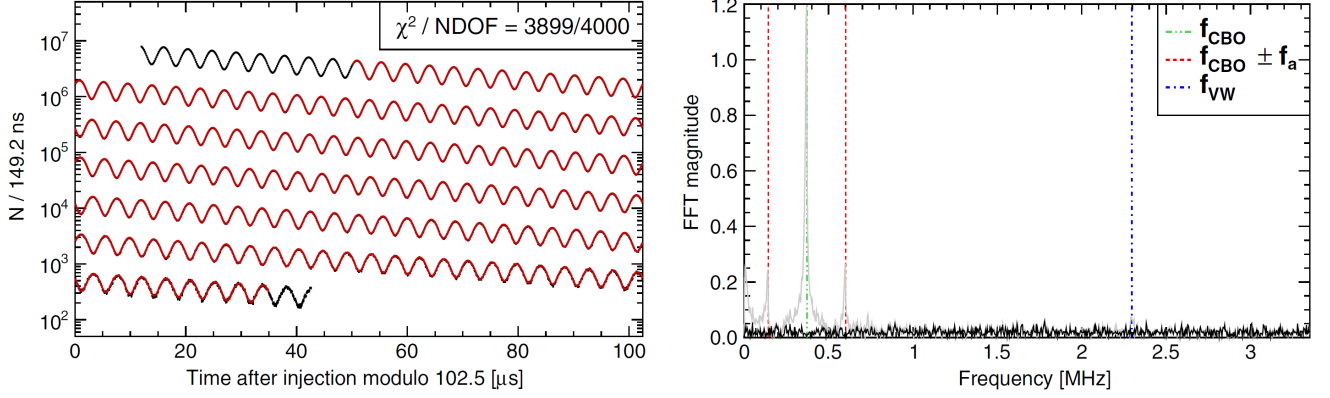 χ² / NDOF = 3899/4000
N / 149.2 ns
10⁷
10⁶
10⁵
10⁴
10³
10²
0 20 40 60 80 100
Time after injection modulo 102.5 [μs]
f_CBO
f_CBO ± f_a
f_VW
FFT magnitude
1.2
1.0
0.8
0.6
0.4
0.2
0.0
0 0.5 1 1.5 2 2.5 3
Frequency [MHz]